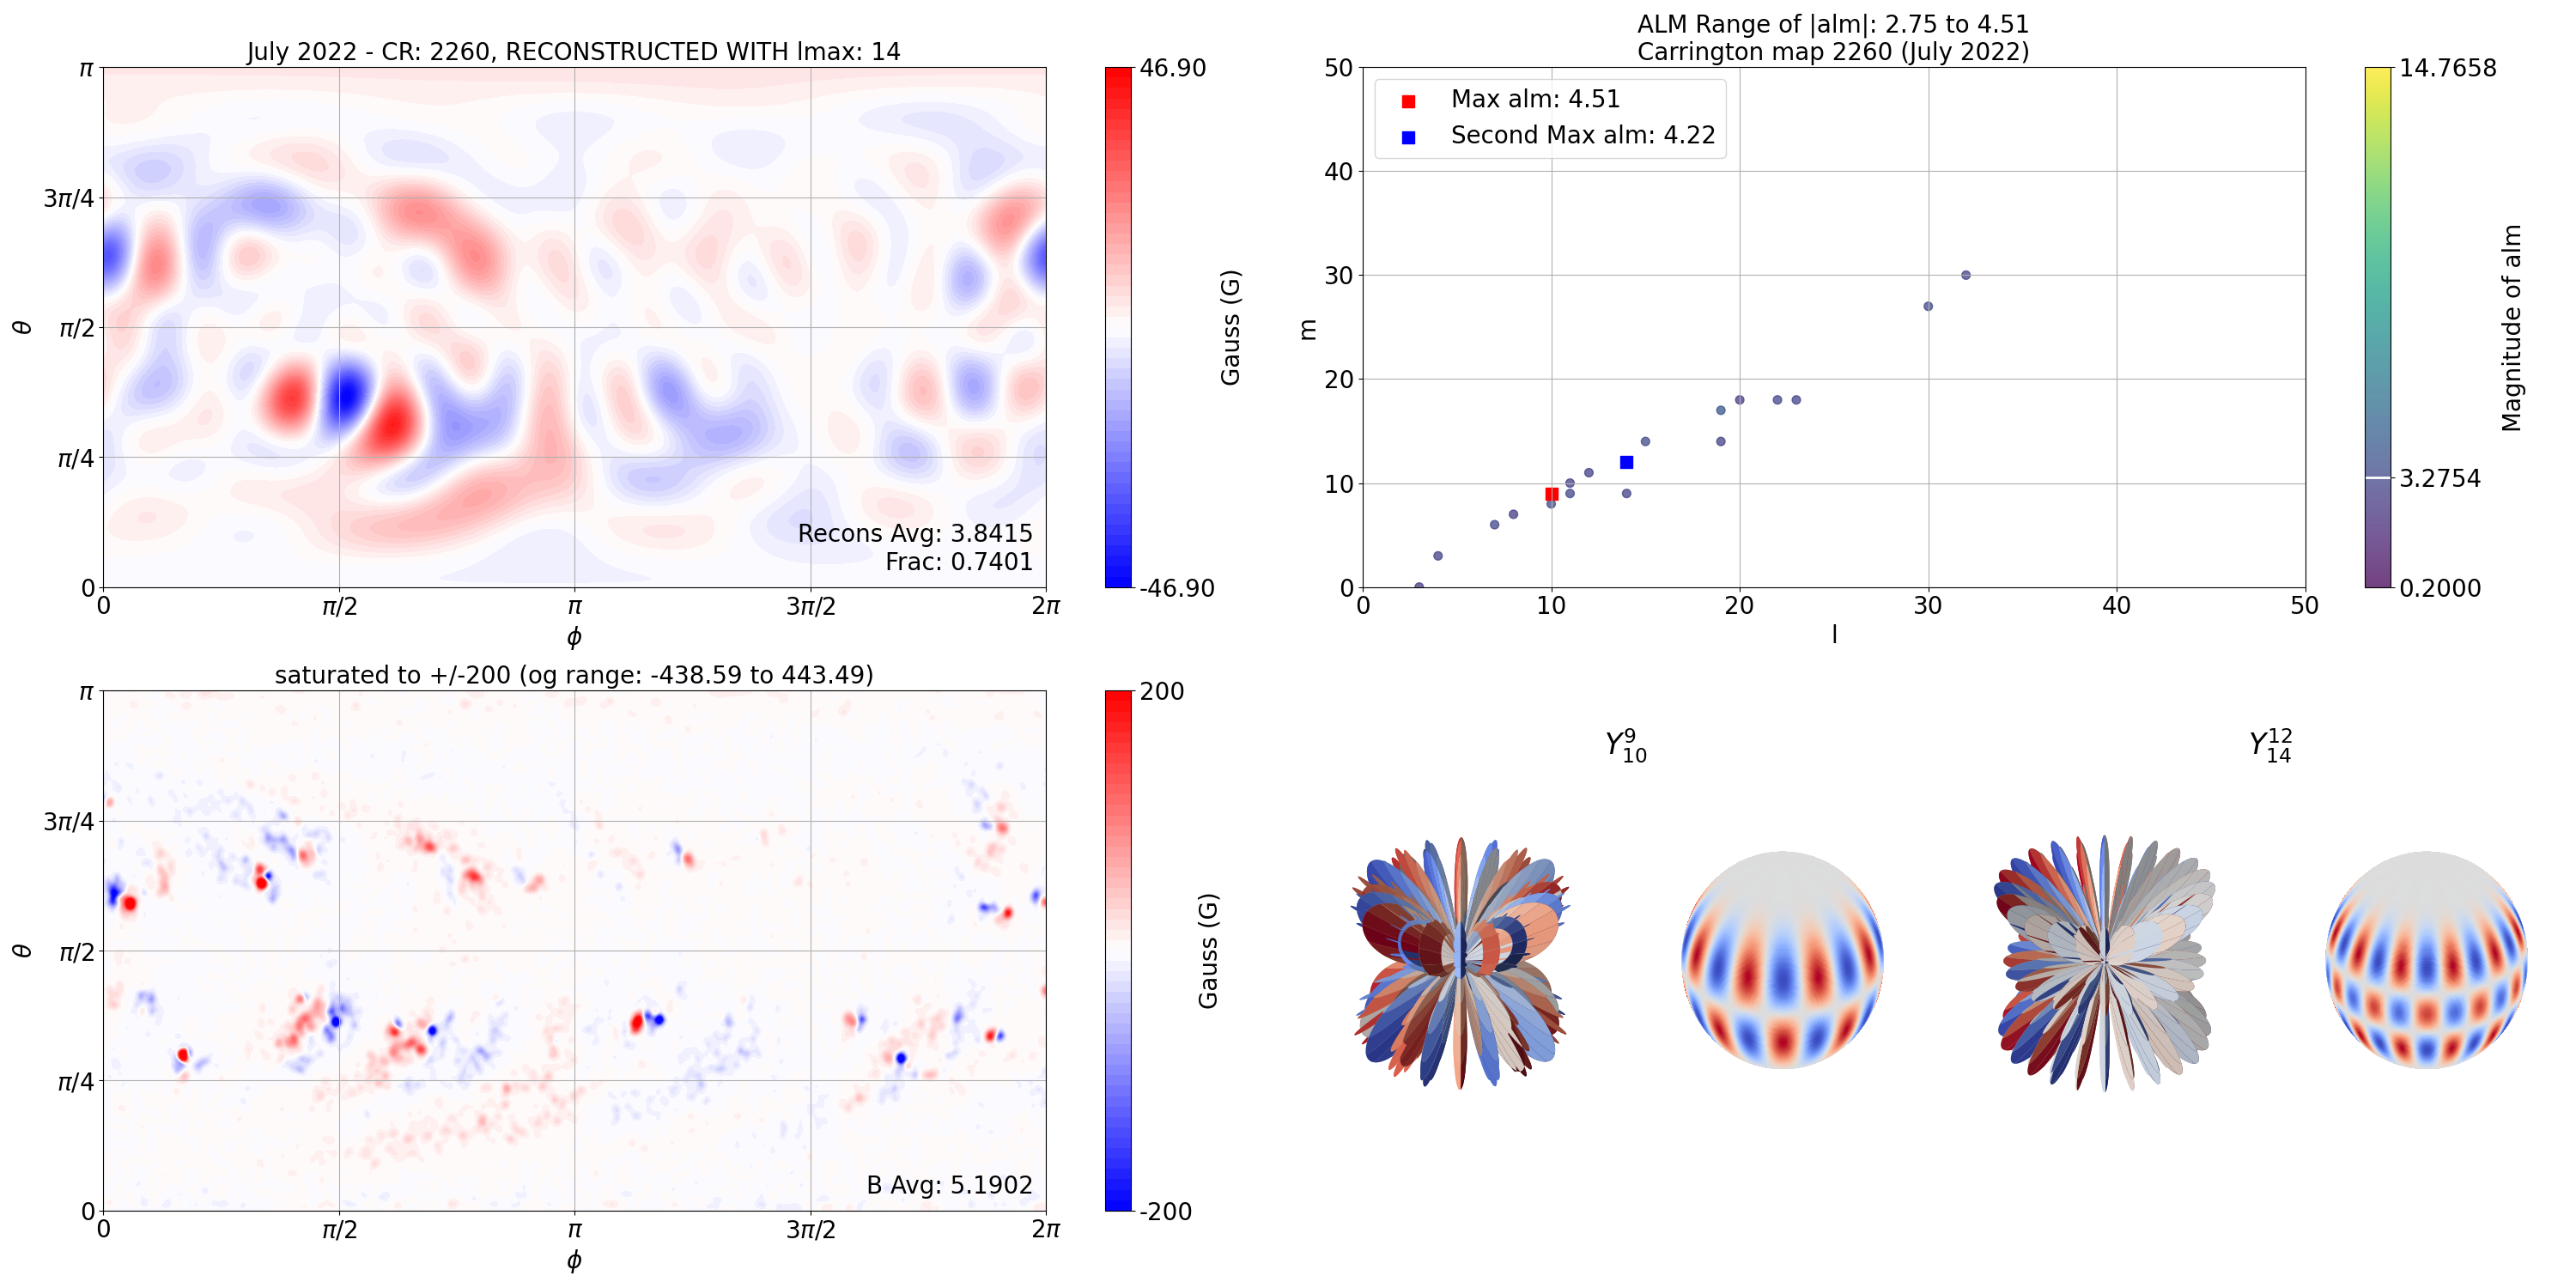 July 2022 - CR: 2260, RECONSTRUCTED WITH lmax: 14
π
3π/4
π/2
π/4
0
θ
0
π/2
π
3π/2
2π
ϕ
Recons Avg: 3.8415
Frac: 0.7401
46.90
-46.90
Gauss (G)
ALM Range of |alm|: 2.75 to 4.51
Carrington map 2260 (July 2022)
Max alm: 4.51
Second Max alm: 4.22
50
40
30
20
10
0
m
0
10
20
30
40
50
l
14.7658
3.2754
0.2000
Magnitude of alm
saturated to +/-200 (og range: -438.59 to 443.49)
π
3π/4
π/2
π/4
0
θ
0
π/2
π
3π/2
2π
ϕ
B Avg: 5.1902
200
-200
Gauss (G)
Y₁₀⁹
Y₁₄¹²